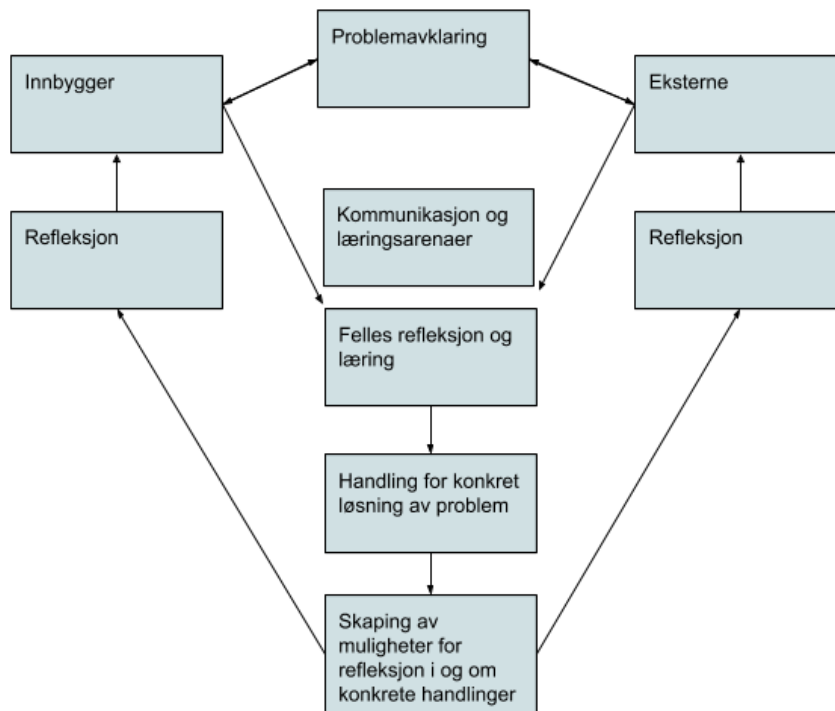 Problemavklaring
Innbygger
Eksterne
Kommunikasjon og
læringsarenaer
Refleksjon
Refleksjon
Felles refleksjon og
læring
Handling for konkret
løsning av problem
Skaping av
muligheter for
refleksjon i og om
konkrete handlinger